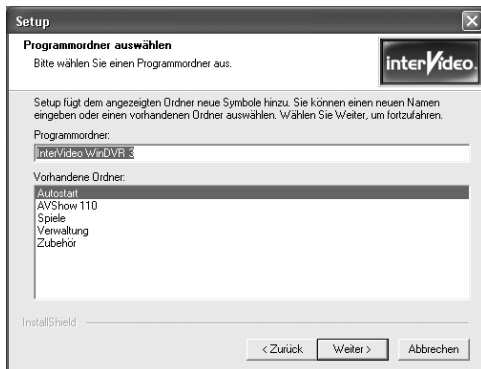 Setup
Programmordner auswählen
Bitte wählen Sie einen Programmordner aus.
interVideo.
Setup fügt dem angezeigten Ordner neue Symbole hinzu. Sie können einen neuen Namen
eingeben oder einen vorhandenen Ordner auswählen. Wählen Sie Weiter, um fortzufahren.
Programmordner:
InterVideo WinDVR 3
Vorhandene Ordner:
Autostart
AVShow 110
Spiele
Verwaltung
Zubehör
InstallShield
< Zurück
Weiter >
Abbrechen